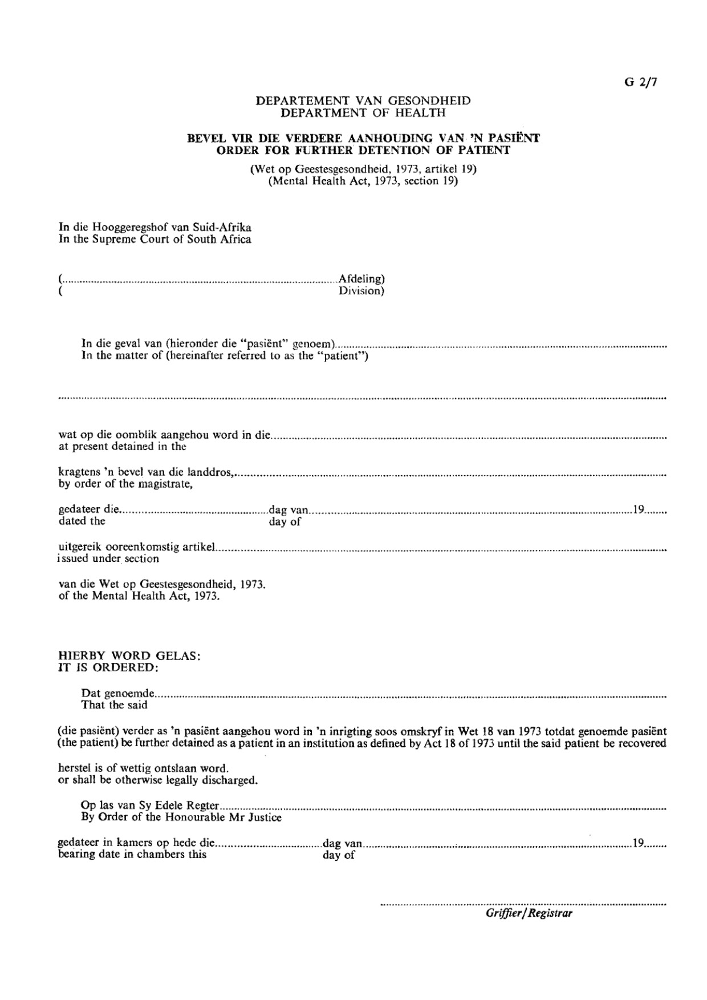 G 2/7
DEPARTEMENT VAN GESONDHEID
DEPARTMENT OF HEALTH
BEVEL VIR DIE VERDERE AANHOUDING VAN ’N PASIËNT
ORDER FOR FURTHER DETENTION OF PATIENT
(Wet op Geestesgesondheid, 1973, artikel 19)
(Mental Health Act, 1973, section 19)
In die Hooggeregshof van Suid-Afrika
In the Supreme Court of South Africa
(....................Afdeling)
( Division)
In die geval van (hieronder die “pasiënt” genoem)....................
In the matter of (hereinafter referred to as the “patient”)
....................
wat op die oomblik aangehou word in die....................
at present detained in the
kragtens ’n bevel van die landdros,....................
by order of the magistrate,
gedateer die....................dag van....................19........
dated the day of
uitgereik ooreenkomstig artikel....................
issued under section
van die Wet op Geestesgesondheid, 1973.
of the Mental Health Act, 1973.
HIERBY WORD GELAS:
IT IS ORDERED:
Dat genoemde....................
That the said
(die pasiënt) verder as ’n pasiënt aangehou word in ’n inrigting soos omskryf in Wet 18 van 1973 totdat genoemde pasiënt
(the patient) be further detained as a patient in an institution as defined by Act 18 of 1973 until the said patient be recovered
herstel is of wettig ontslaan word.
or shall be otherwise legally discharged.
Op las van Sy Edele Regter....................
By Order of the Honourable Mr Justice
gedateer in kamers op hede die....................dag van....................19........
bearing date in chambers this day of
....................
Griffier/Registrar